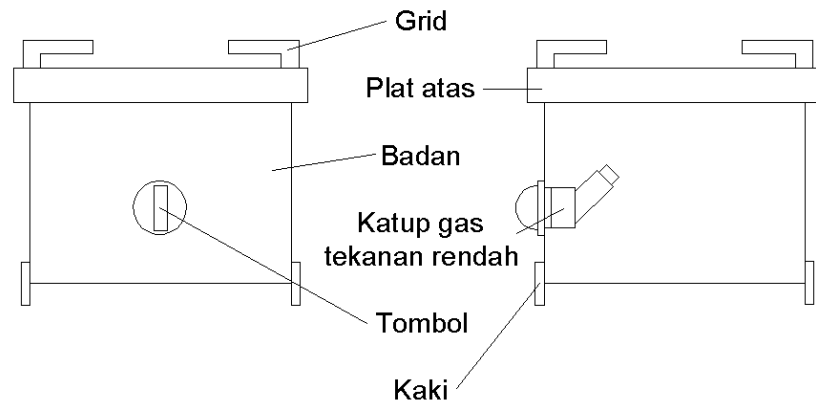 Grid
Plat atas
Badan
Katup gas
tekanan rendah
Tombol
Kaki